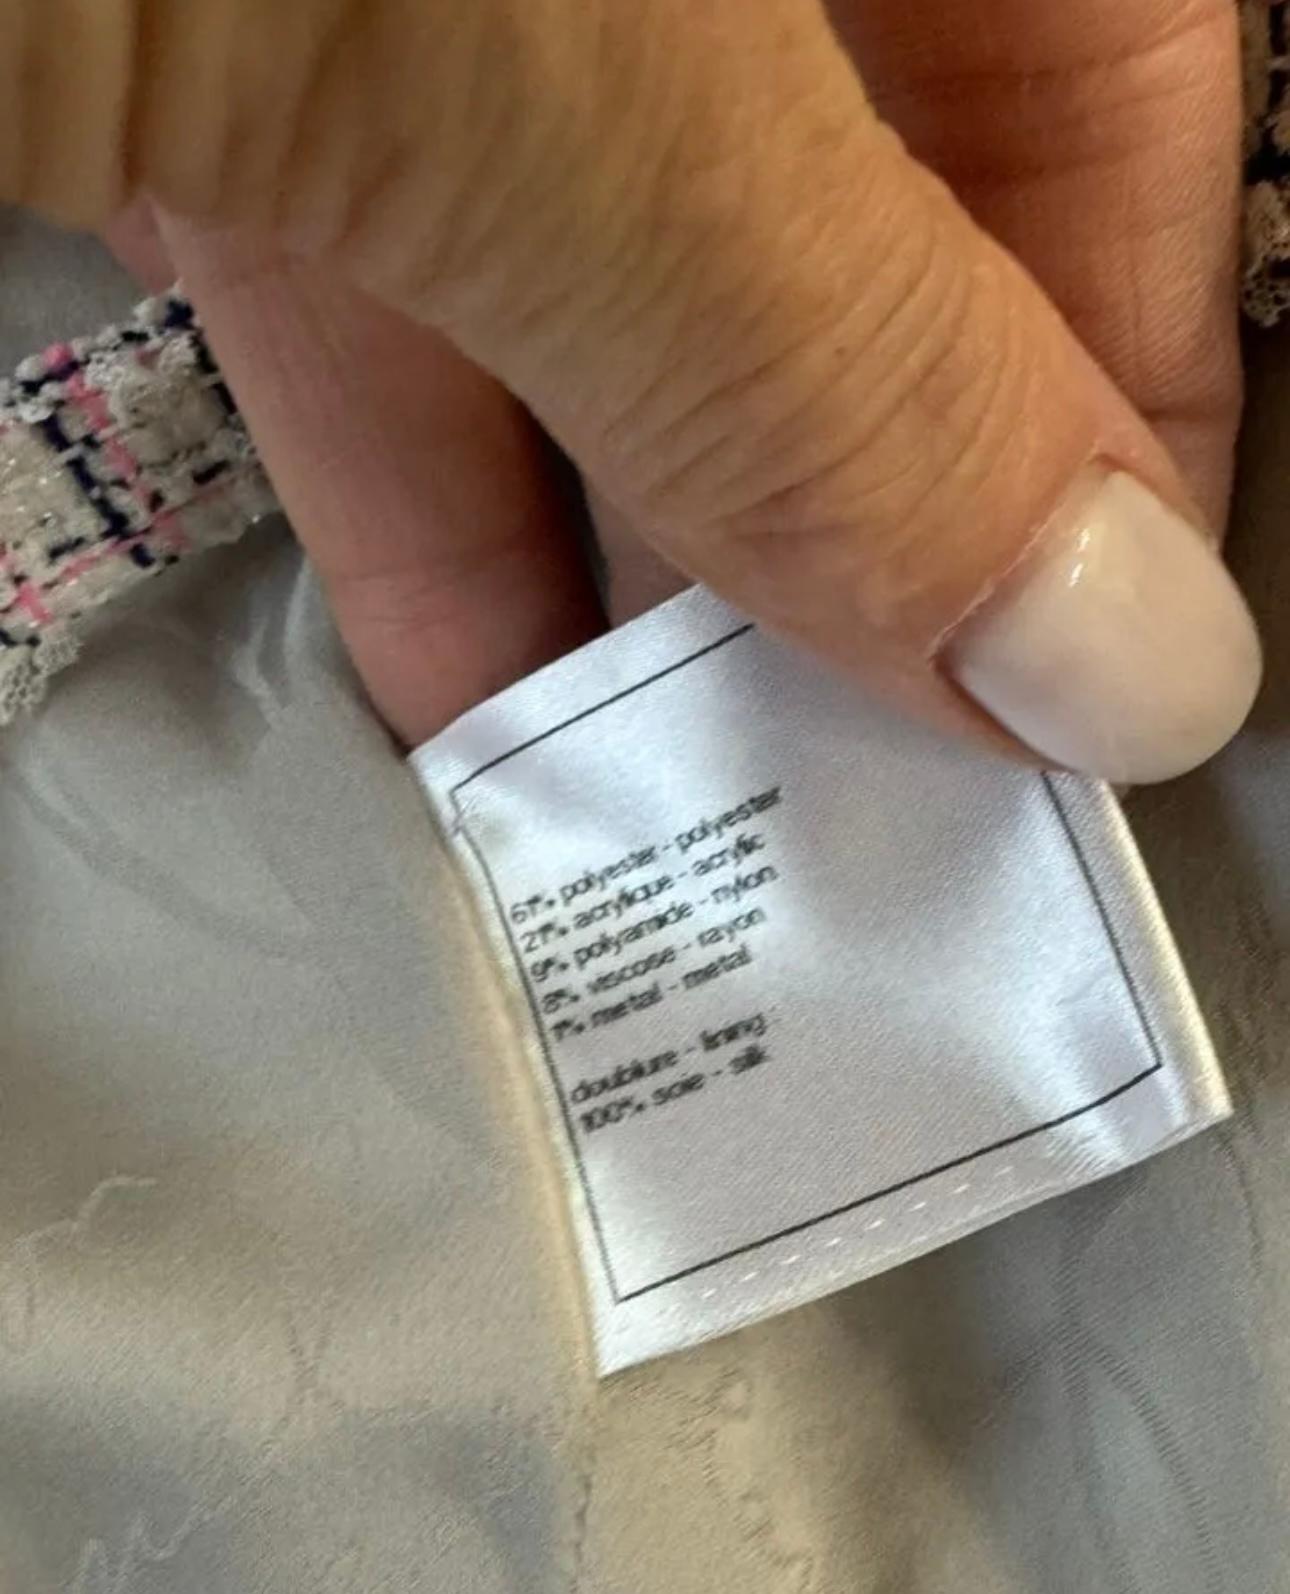 61% polyester - polyester
21% acrylique - acrylic
9% polyamide - nylon
8% viscose - rayon
1% metal - metal
doublure - lining :
100% soie - silk